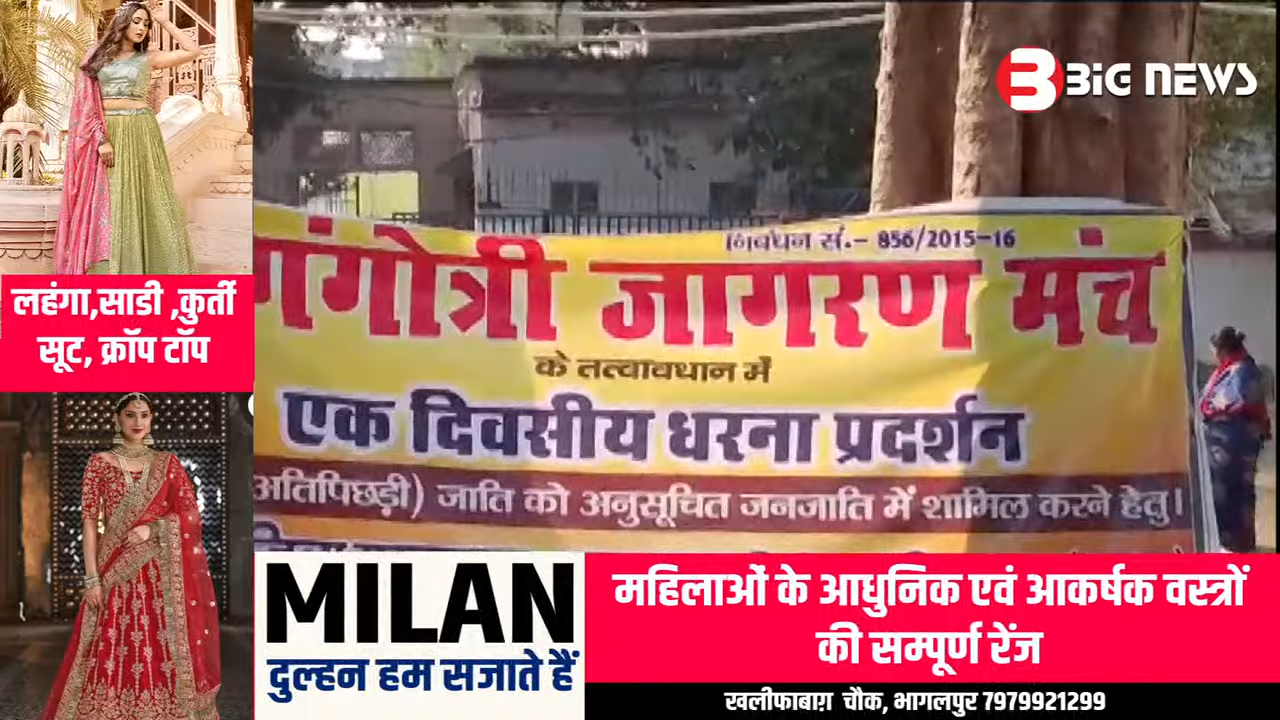 BiG NEWS
निबंधन सं.- 856/2015-16
गंगोत्री जागरण मंच
के तत्वावधान में
एक दिवसीय धरना प्रदर्शन
अतिपिछड़ी) जाति को अनुसूचित जनजाति में शामिल करने हेतु।
लहंगा,साडी ,कुर्ती
सूट, क्रॉप टॉप
MILAN
दुल्हन हम सजाते हैं
महिलाओं के आधुनिक एवं आकर्षक वस्त्रों
की सम्पूर्ण रेंज
खलीफाबाग़ चौक, भागलपुर 7979921299